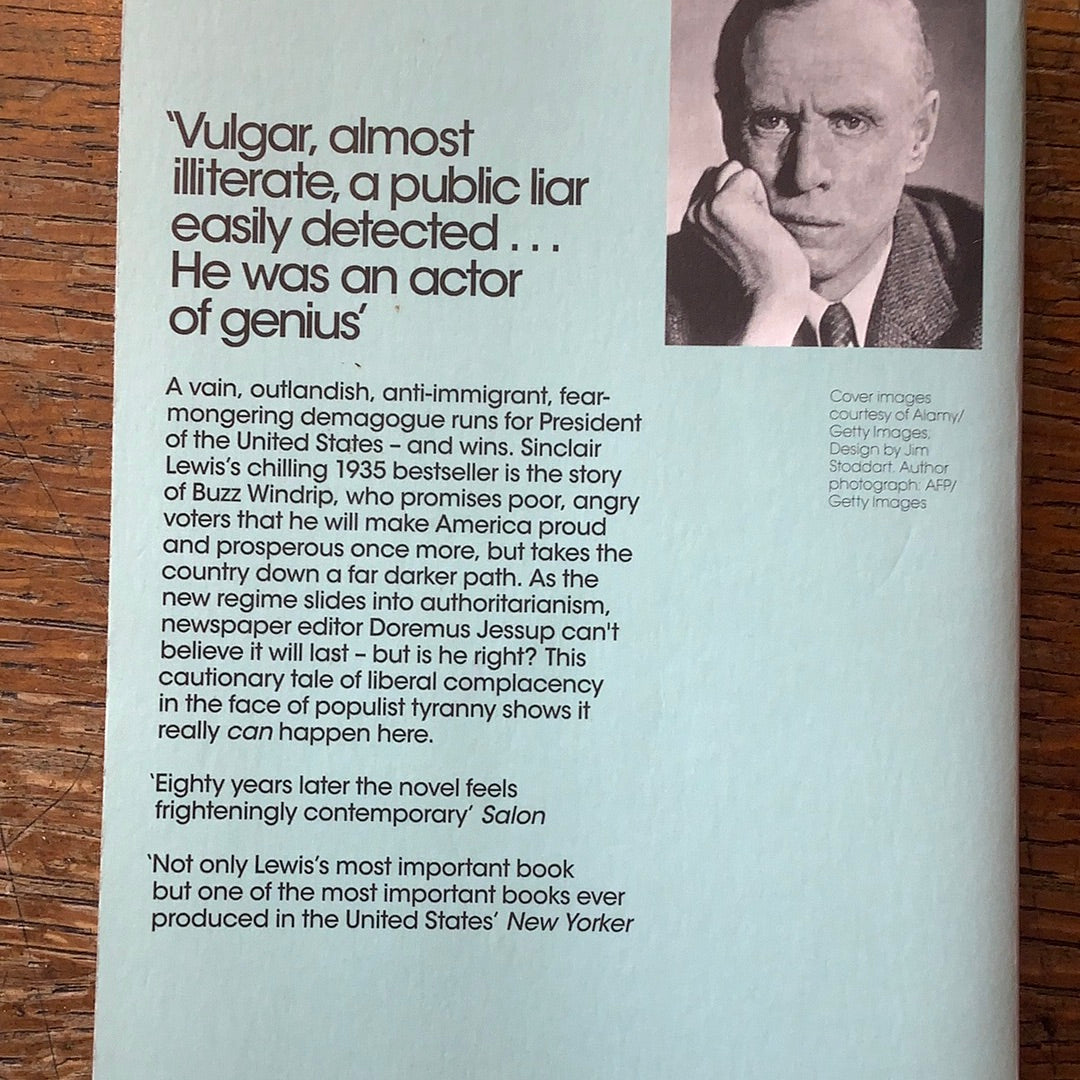 ‘Vulgar, almost
illiterate, a public liar
easily detected . . .
He was an actor
of genius’
A vain, outlandish, anti-immigrant, fear-
mongering demagogue runs for President
of the United States – and wins. Sinclair
Lewis’s chilling 1935 bestseller is the story
of Buzz Windrip, who promises poor, angry
voters that he will make America proud
and prosperous once more, but takes the
country down a far darker path. As the
new regime slides into authoritarianism,
newspaper editor Doremus Jessup can't
believe it will last – but is he right? This
cautionary tale of liberal complacency
in the face of populist tyranny shows it
really can happen here.
‘Eighty years later the novel feels
frighteningly contemporary’ Salon
‘Not only Lewis’s most important book
but one of the most important books ever
produced in the United States’ New Yorker
Cover images
courtesy of Alamy/
Getty Images;
Design by Jim
Stoddart. Author
photograph: AFP/
Getty Images